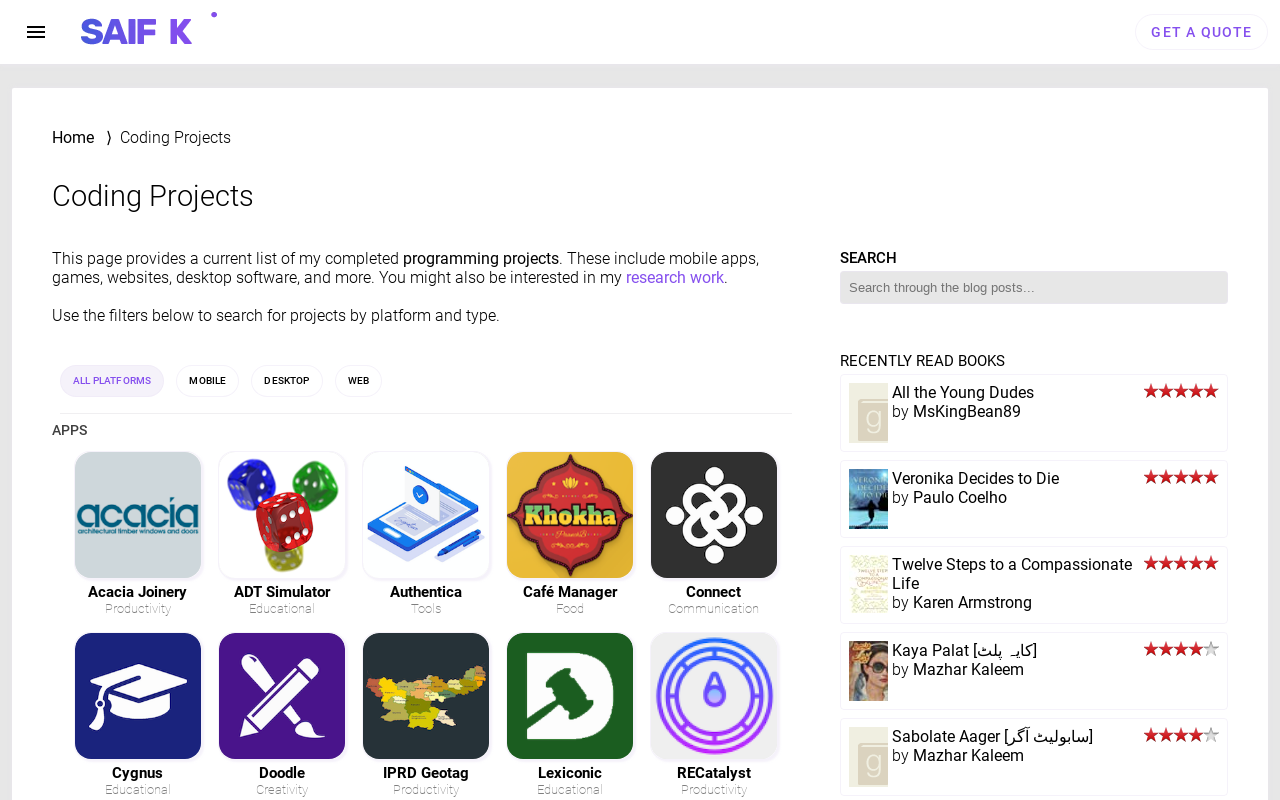 SAIF K
GET A QUOTE
Home ⟩ Coding Projects
Coding Projects
This page provides a current list of my completed programming projects. These include mobile apps,
games, websites, desktop software, and more. You might also be interested in my research work.
Use the filters below to search for projects by platform and type.
ALL PLATFORMS
MOBILE
DESKTOP
WEB
APPS
acacia
architectural timber windows and doors
Khokha
Acacia Joinery
Productivity
ADT Simulator
Educational
Authentica
Tools
Café Manager
Food
Connect
Communication
Cygnus
Educational
Doodle
Creativity
IPRD Geotag
Productivity
Lexiconic
Educational
RECatalyst
Productivity
SEARCH
Search through the blog posts...
RECENTLY READ BOOKS
All the Young Dudes
by MsKingBean89
Veronika Decides to Die
by Paulo Coelho
Twelve Steps to a Compassionate
Life
by Karen Armstrong
Kaya Palat [کایہ پلٹ]
by Mazhar Kaleem
Sabolate Aager [سابولیٹ آگر]
by Mazhar Kaleem